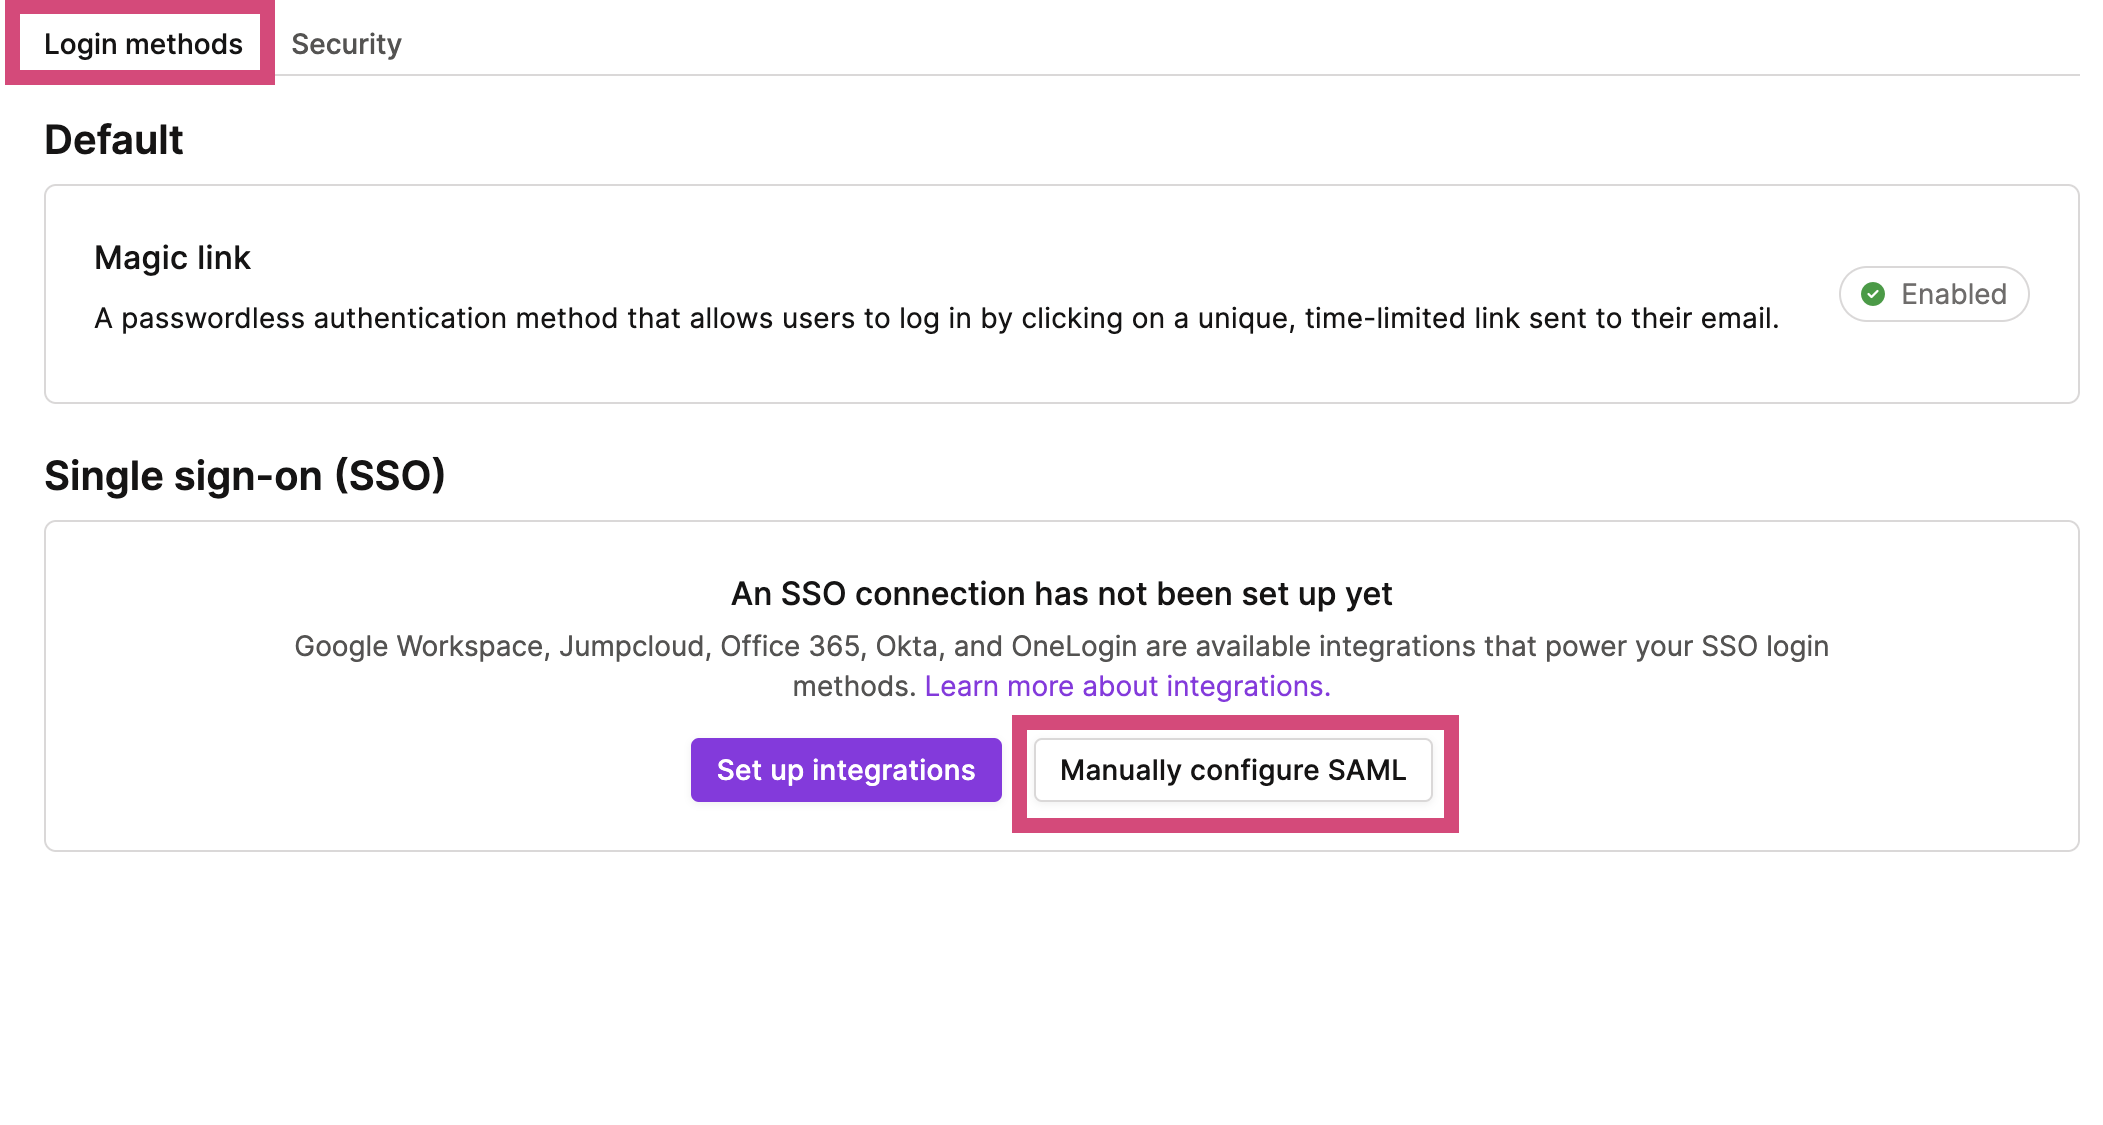 Login methods Security
Default
Magic link
A passwordless authentication method that allows users to log in by clicking on a unique, time-limited link sent to their email.
Enabled
Single sign-on (SSO)
An SSO connection has not been set up yet
Google Workspace, Jumpcloud, Office 365, Okta, and OneLogin are available integrations that power your SSO login
methods. Learn more about integrations.
Set up integrations Manually configure SAML